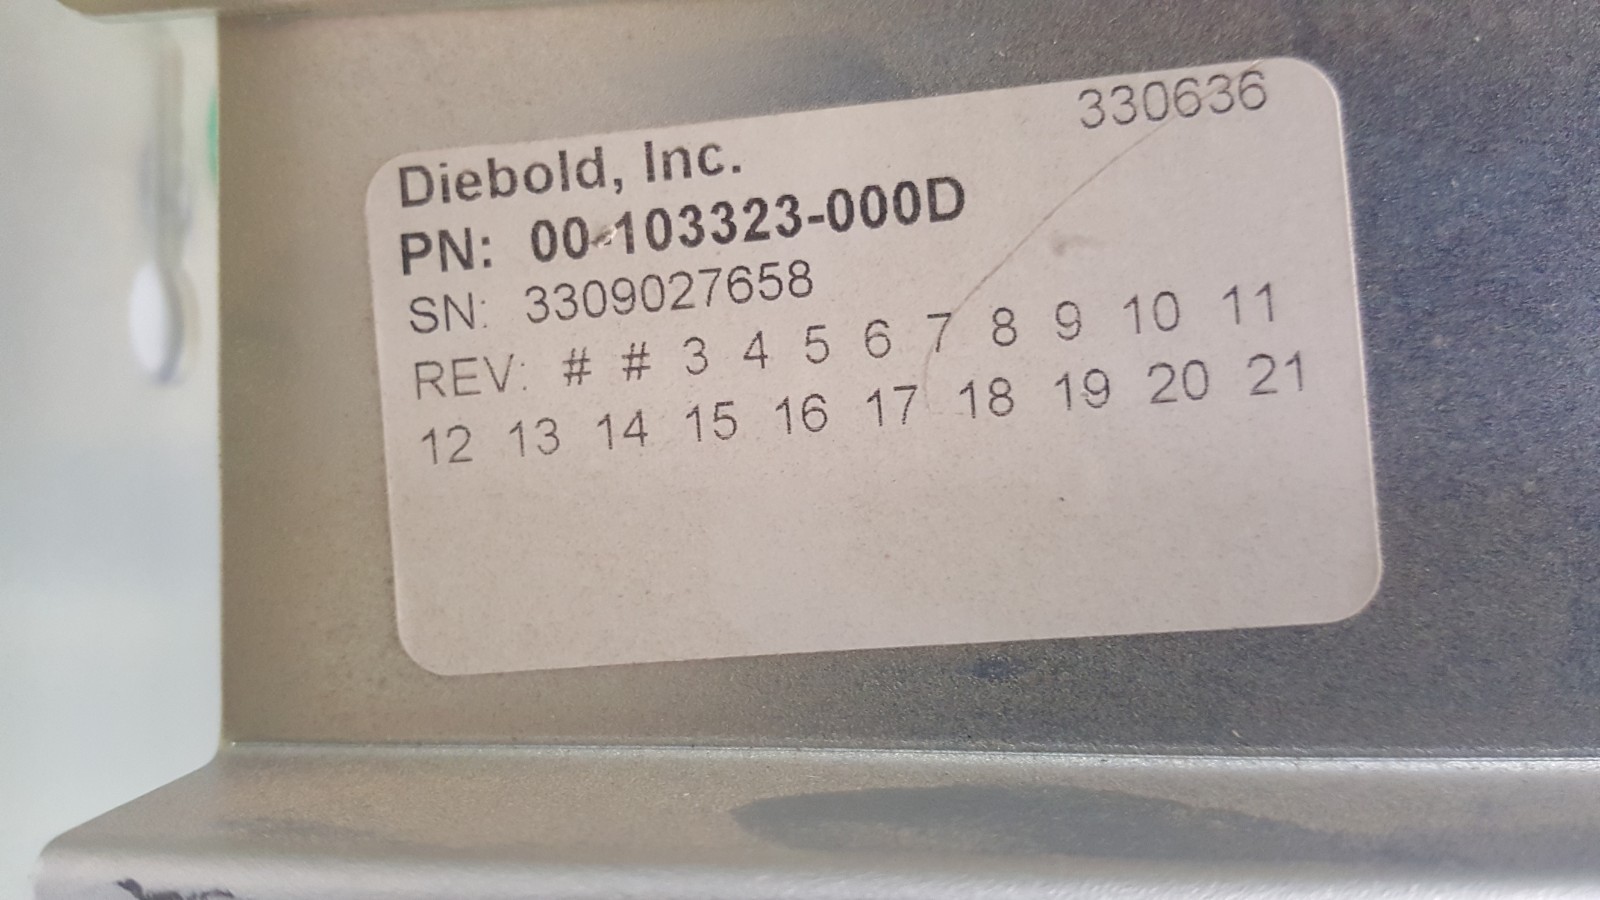 330636
Diebold, Inc.
PN: 00-103323-000D
SN: 3309027658
REV: # # 3 4 5 6 7 8 9 10 11
12 13 14 15 16 17 18 19 20 21